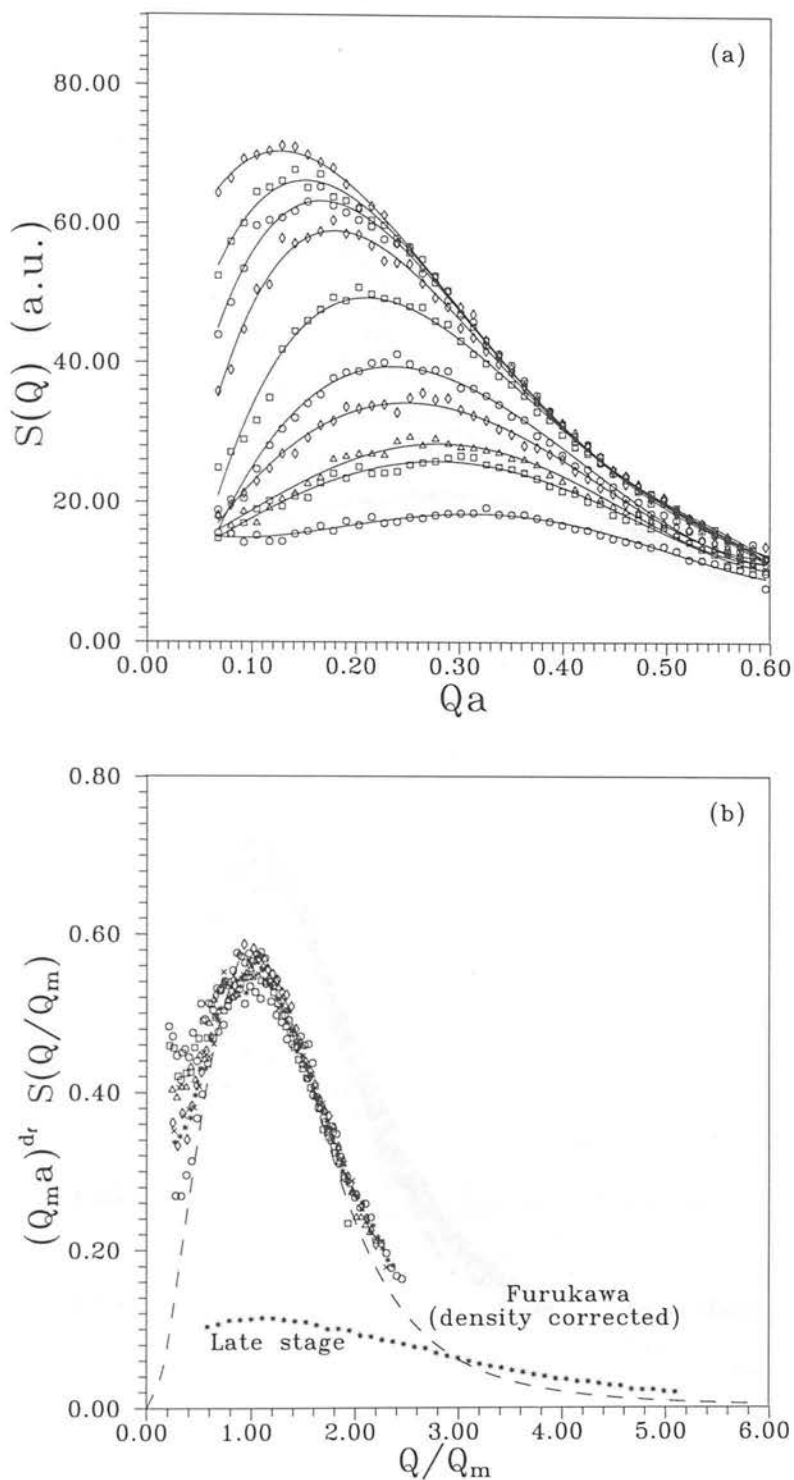 (a)
80.00
60.00
40.00
20.00
0.00
S(Q) (a.u.)
0.00 0.10 0.20 0.30 0.40 0.50 0.60
Qa
(b)
0.80
0.60
0.40
0.20
0.00
(Qₘa)^dᶠ S(Q/Qₘ)
Furukawa
(density corrected)
Late stage
0.00 1.00 2.00 3.00 4.00 5.00 6.00
Q/Qₘ